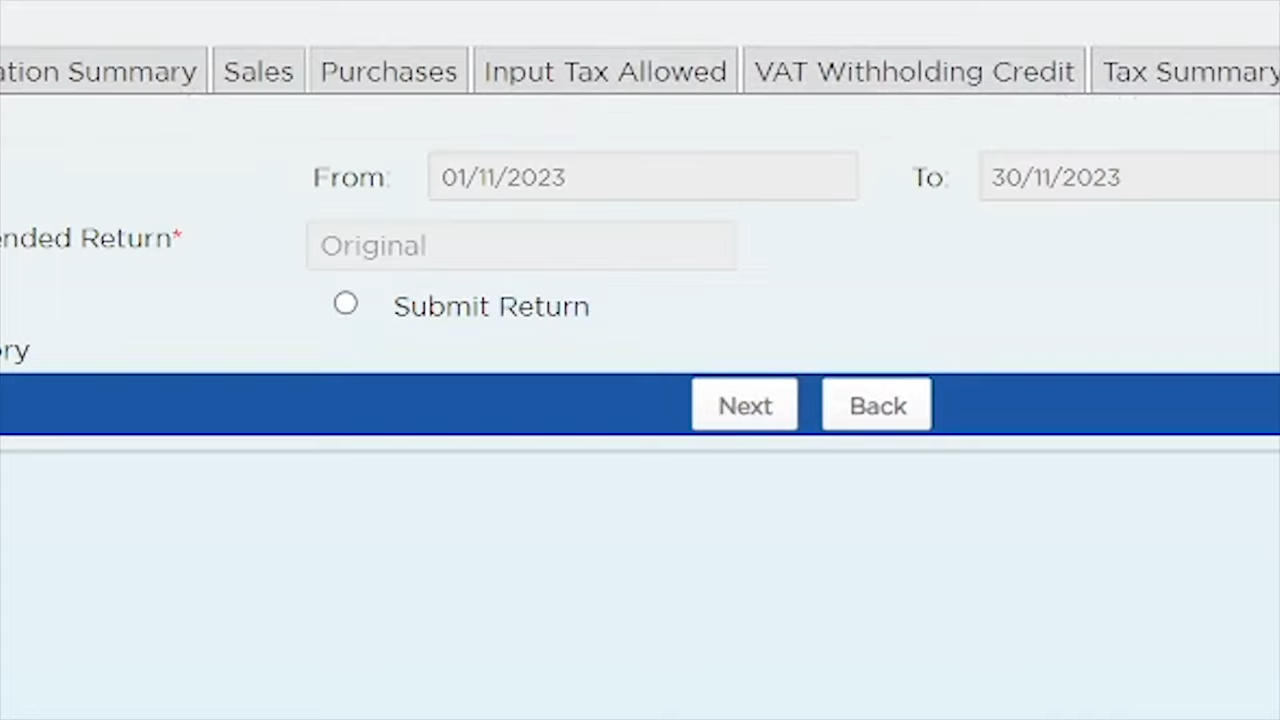 ation Summary Sales Purchases Input Tax Allowed VAT Withholding Credit Tax Summary
From: 01/11/2023 To: 30/11/2023
ended Return* Original
Submit Return
ory
Next Back